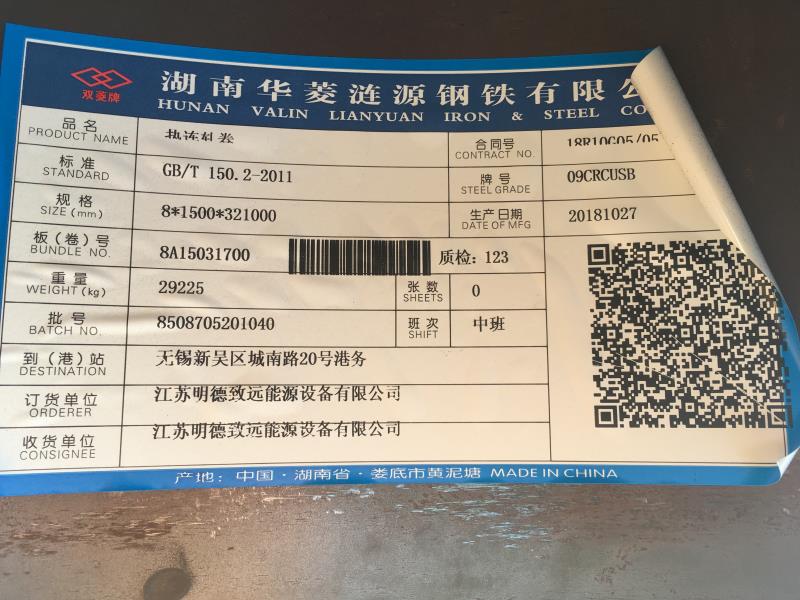 双菱牌
湖南华菱涟源钢铁有限
HUNAN VALIN LIANYUAN IRON & STEEL CO
品名 热连轧卷 合同号
PRODUCT NAME CONTRACT NO.
标准 GB/T 150.2-2011 牌号 09CRCUSB
STANDARD STEEL GRADE
规格 8*1500*321000 生产日期 20181027
SIZE(mm) DATE OF MFG
板(卷)号 8A15031700 质检: 123
BUNDLE NO.
重量 29225 张数 0
WEIGHT(kg) SHEETS
批号 8508705201040 班次 中班
BATCH NO. SHIFT
到(港)站 无锡新吴区城南路20号港务
DESTINATION
订货单位 江苏明德致远能源设备有限公司
ORDERER
收货单位 江苏明德致远能源设备有限公司
CONSIGNEE
产地: 中国·湖南省·娄底市黄泥塘 MADE IN CHINA